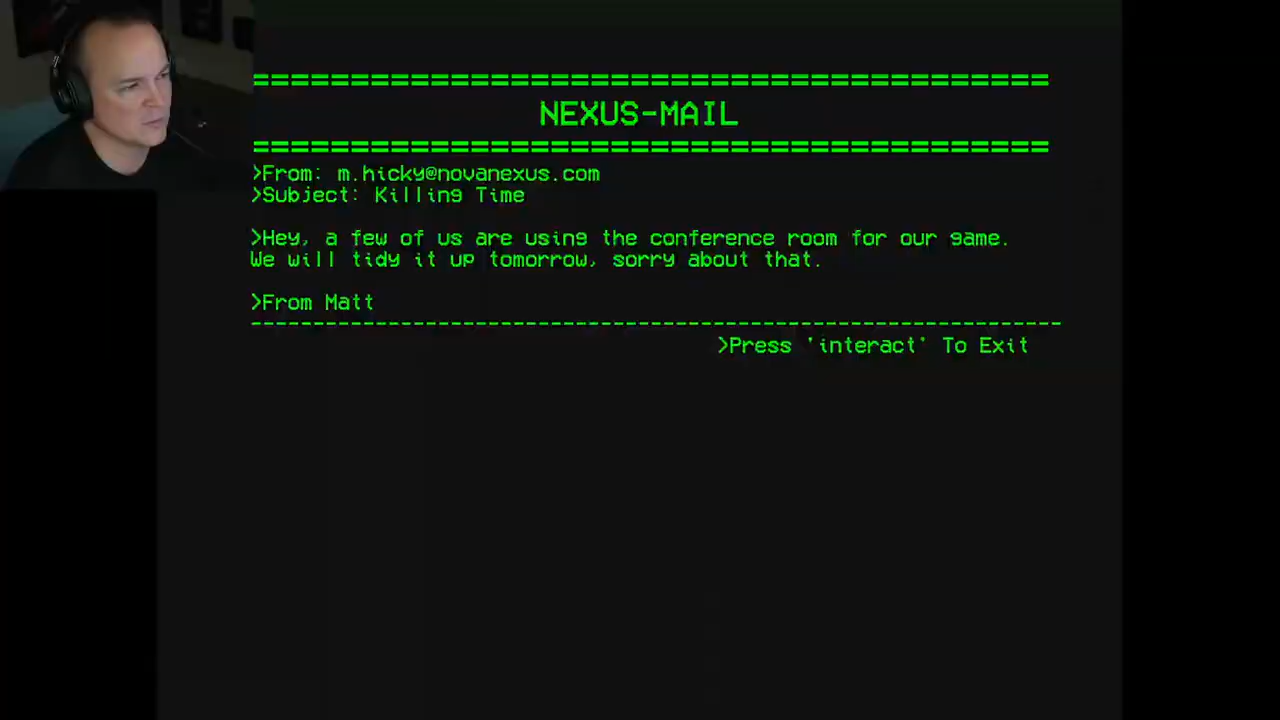 ================================================
NEXUS-MAIL
================================================
>From: m.hicky@novanexus.com
>Subject: Killing Time
>Hey, a few of us are using the conference room for our game.
We will tidy it up tomorrow, sorry about that.
>From Matt
-----------------------------------------------------------------
>Press 'interact' To Exit